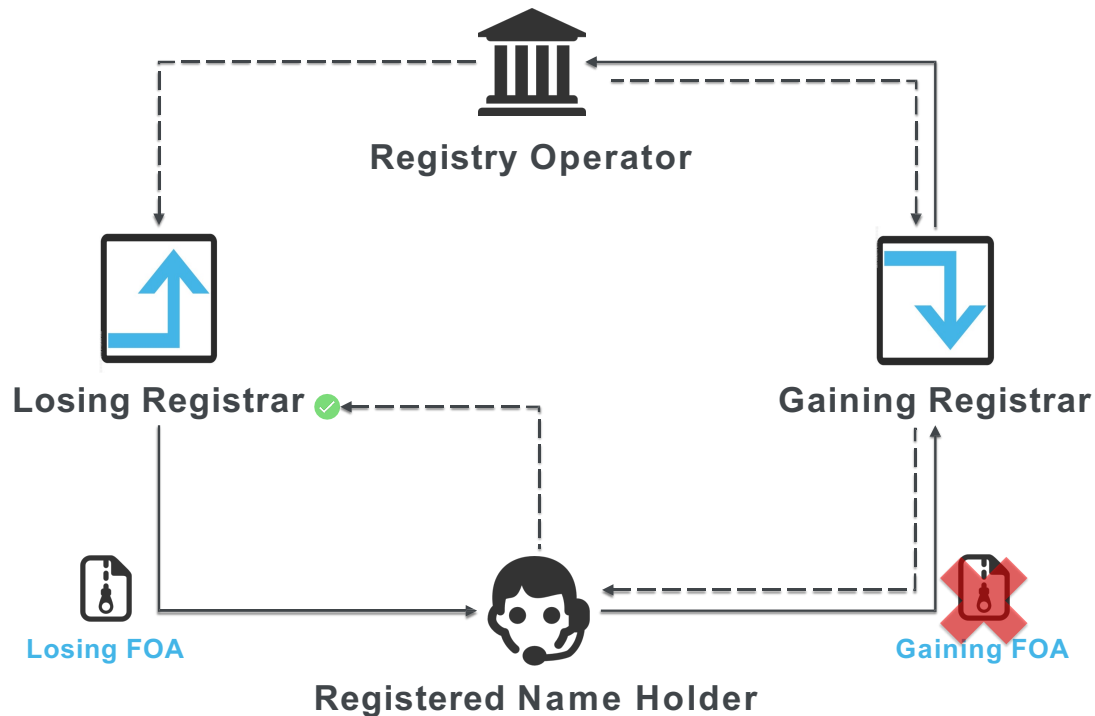 Registry Operator
Losing Registrar
Gaining Registrar
Losing FOA
Gaining FOA
Registered Name Holder